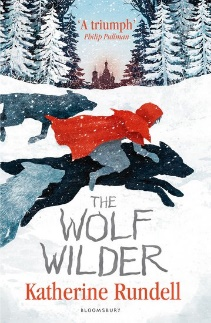 'A triumph'
Philip Pullman
THE
WOLF
WILDER
Katherine Rundell
BLOOMSBURY